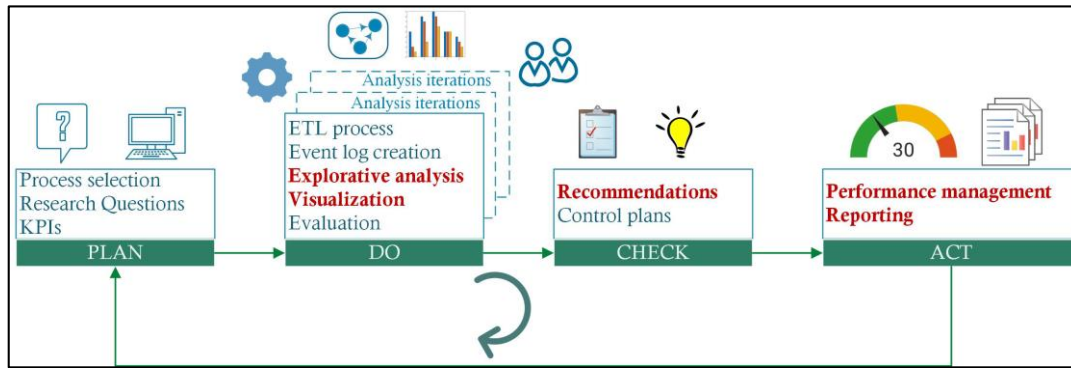 ?
Analysis iterations
Analysis iterations
Process selection
Research Questions
KPIs
PLAN
ETL process
Event log creation
Explorative analysis
Visualization
Evaluation
DO
Recommendations
Control plans
CHECK
30
Performance management
Reporting
ACT